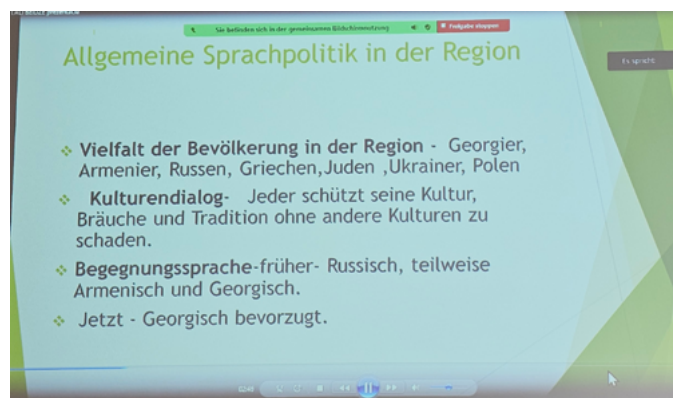 Sie befinden sich in der gemeinsamen Bildschirmnutzung
Freigabe stoppen
Allgemeine Sprachpolitik in der Region
Es spricht:
Vielfalt der Bevölkerung in der Region - Georgier,
Armenier, Russen, Griechen,Juden ,Ukrainer, Polen
Kulturendialog- Jeder schützt seine Kultur,
Bräuche und Tradition ohne andere Kulturen zu
schaden.
Begegnungssprache-früher- Russisch, teilweise
Armenisch und Georgisch.
Jetzt - Georgisch bevorzugt.